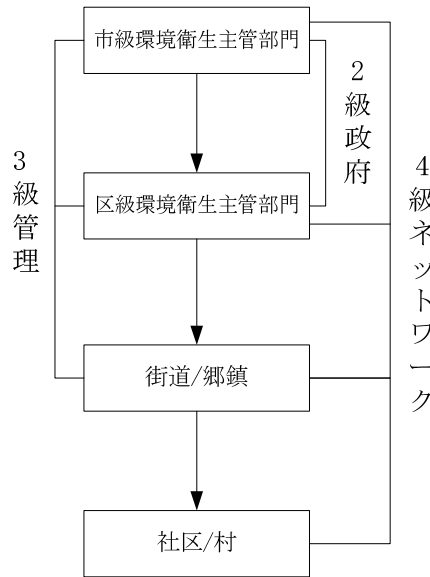 市級環境衛生主管部門
2級政府
3級管理
区級環境衛生主管部門
4級ネットワーク
街道/郷鎮
社区/村